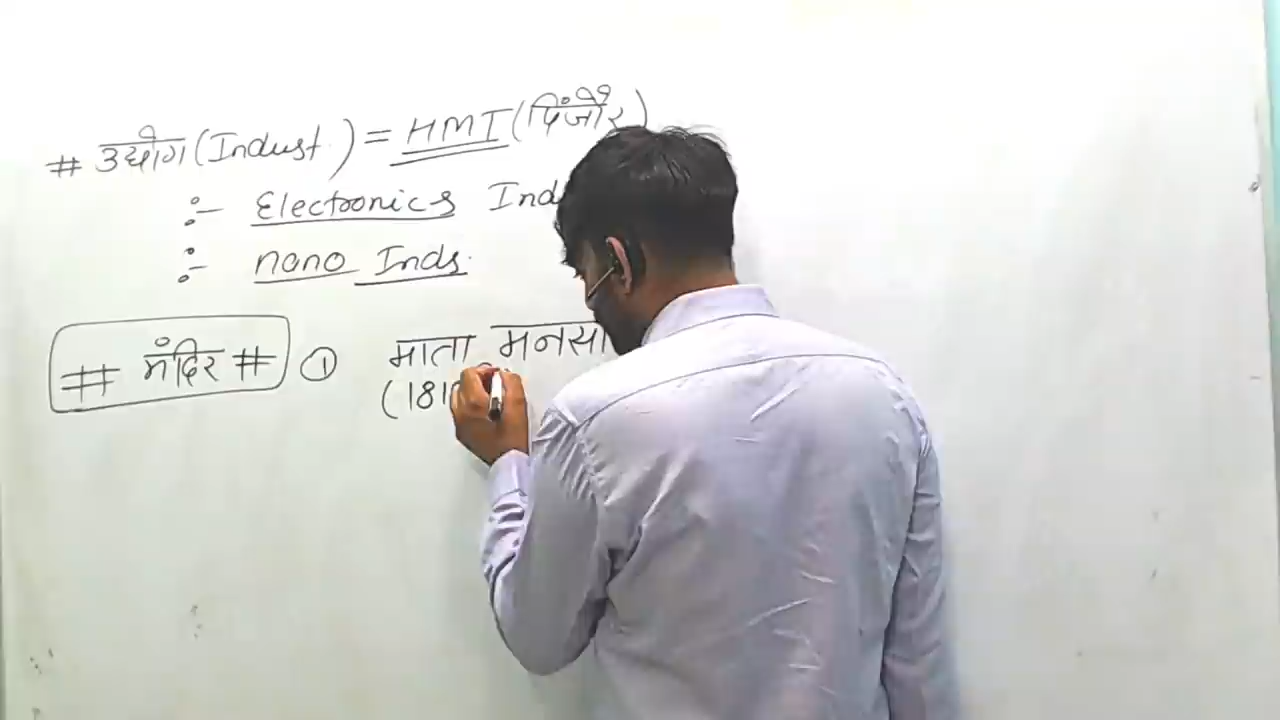 # उद्योग (Indust.) = HMT (पिंजौर)
:- Electronics Ind
:- nano Inds.
# मंदिर # ① माता मनसा
(181